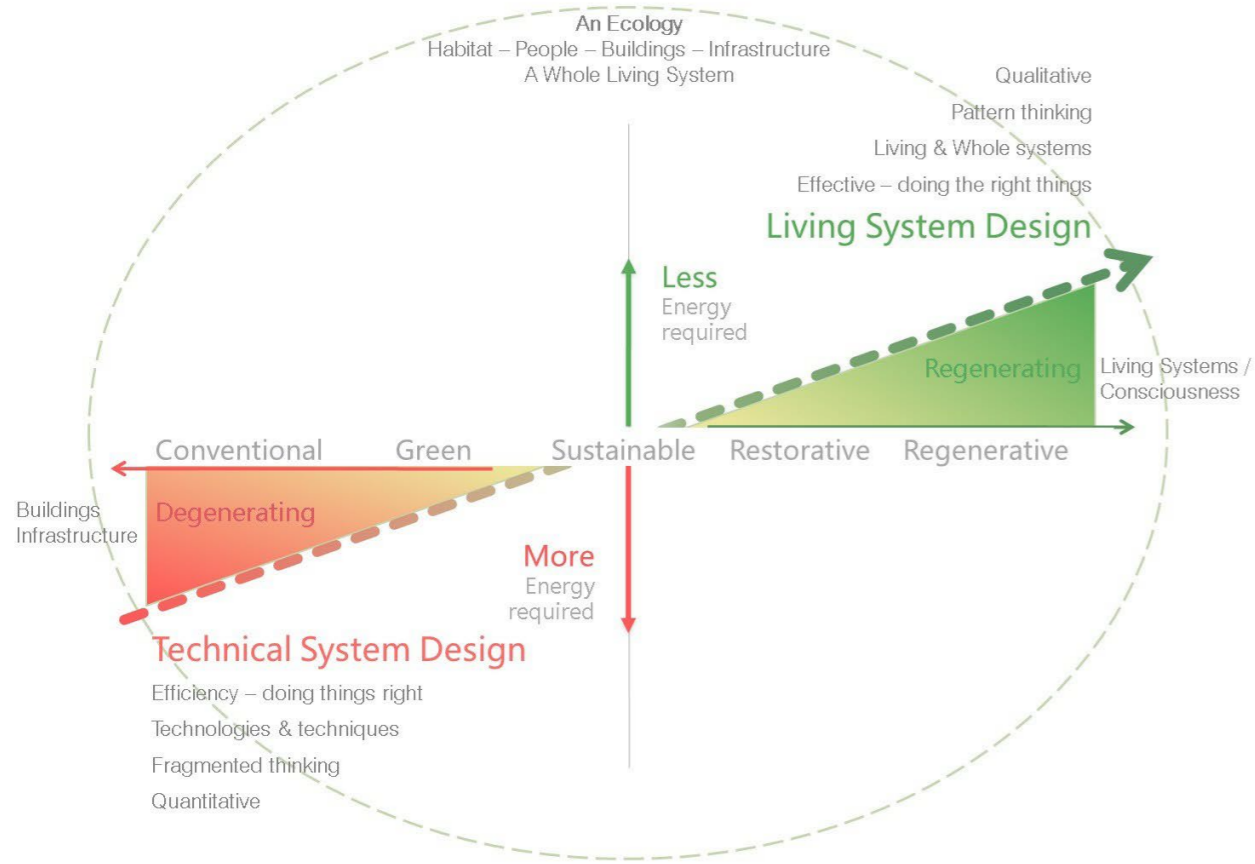 An Ecology
Habitat – People – Buildings – Infrastructure
A Whole Living System
Qualitative
Pattern thinking
Living & Whole systems
Effective – doing the right things
Living System Design
Less
Energy
required
Regenerating
Living Systems /
Consciousness
Conventional Green Sustainable Restorative Regenerative
Buildings
Infrastructure
Degenerating
More
Energy
required
Technical System Design
Efficiency – doing things right
Technologies & techniques
Fragmented thinking
Quantitative